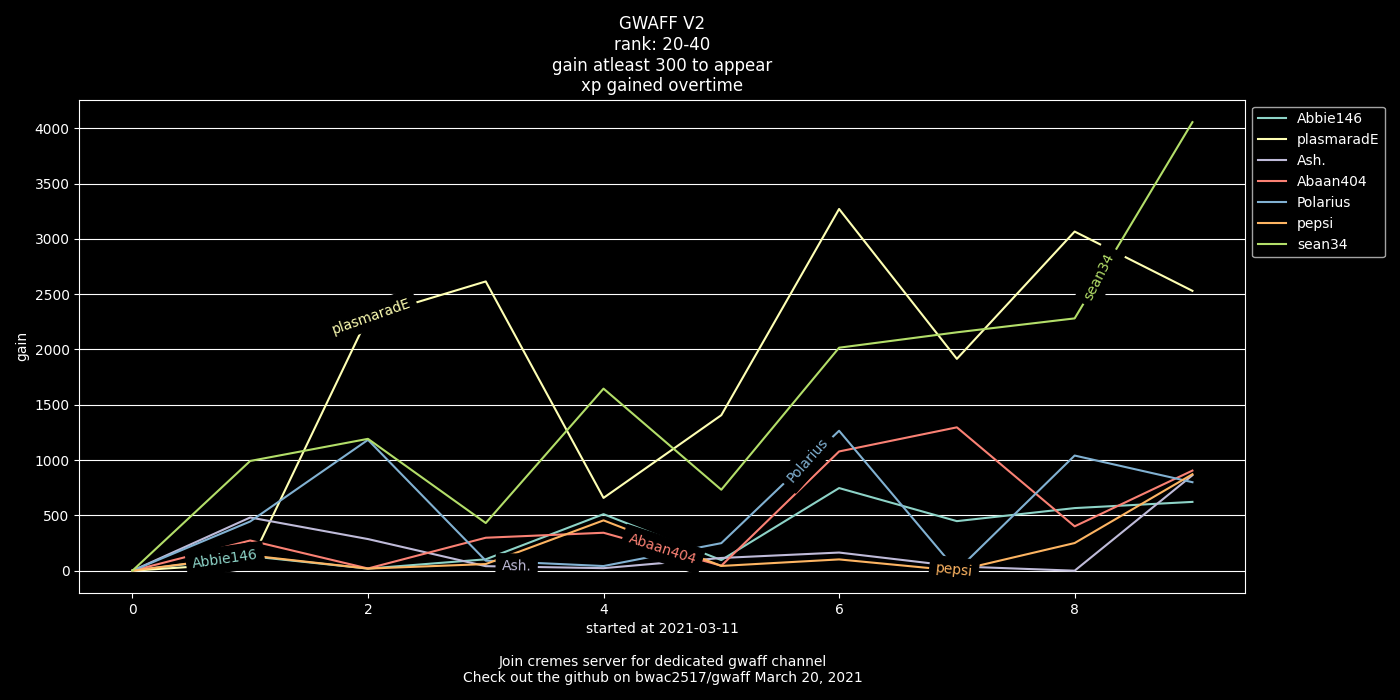 GWAFF V2
rank: 20-40
gain atleast 300 to appear
xp gained overtime
4000
3500
3000
2500
2000
1500
1000
500
0
gain
plasmaradE
sean34
Polarius
Abaan404
Abbie146
Ash.
pepsi
0 2 4 6 8
started at 2021-03-11
Abbie146
plasmaradE
Ash.
Abaan404
Polarius
pepsi
sean34
Join cremes server for dedicated gwaff channel
Check out the github on bwac2517/gwaff March 20, 2021